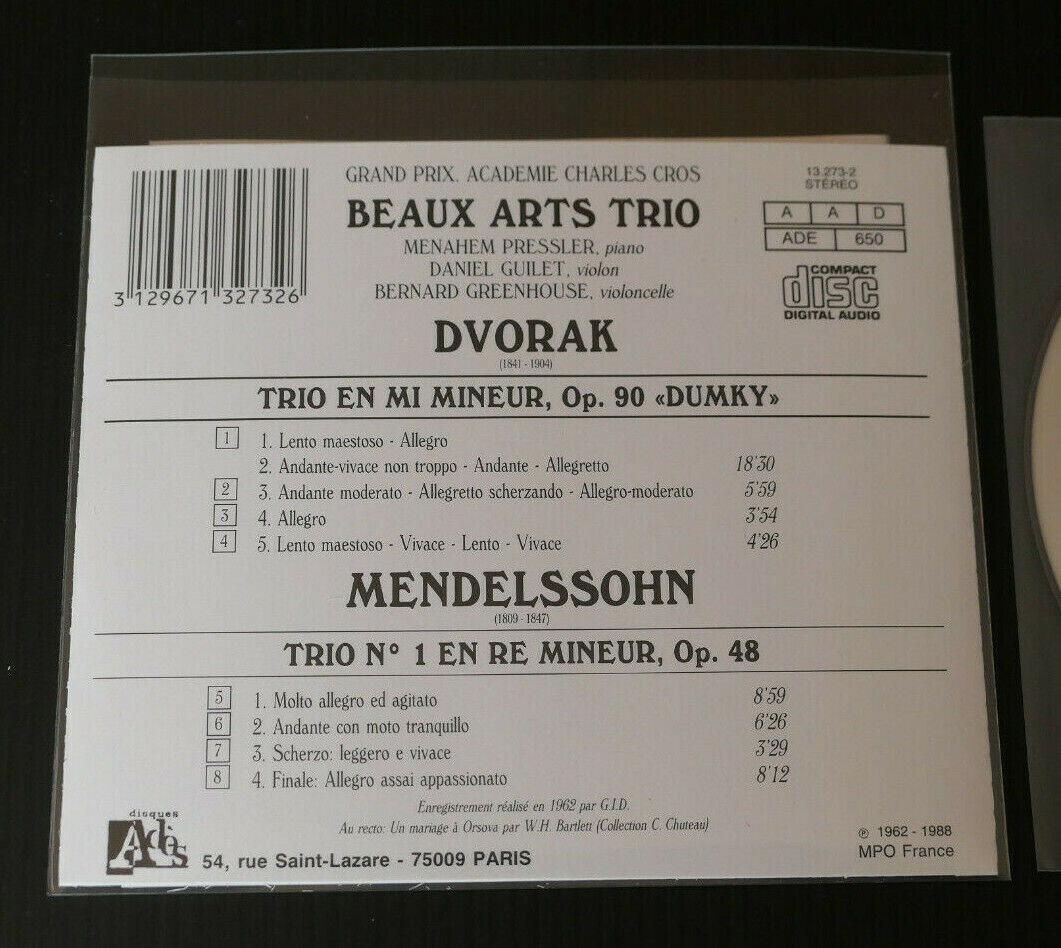 GRAND PRIX. ACADEMIE CHARLES CROS
BEAUX ARTS TRIO
MENAHEM PRESSLER, piano
DANIEL GUILET, violon
BERNARD GREENHOUSE, violoncelle
3 129671 327326
13.273-2
STÉRÉO
A A D
ADE 650
COMPACT
disc
DIGITAL AUDIO
DVORAK
(1841 - 1904)
TRIO EN MI MINEUR, Op. 90 «DUMKY»
1 1. Lento maestoso - Allegro
2. Andante-vivace non troppo - Andante - Allegretto 18'30
2 3. Andante moderato - Allegretto scherzando - Allegro-moderato 5'59
3 4. Allegro 3'54
4 5. Lento maestoso - Vivace - Lento - Vivace 4'26
MENDELSSOHN
(1809 - 1847)
TRIO N° 1 EN RE MINEUR, Op. 48
5 1. Molto allegro ed agitato 8'59
6 2. Andante con moto tranquillo 6'26
7 3. Scherzo: leggero e vivace 3'29
8 4. Finale: Allegro assai appassionato 8'12
Enregistrement réalisé en 1962 par G.I.D.
Au recto: Un mariage à Orsova par W.H. Bartlett (Collection C. Chuteau)
disques
Adès
54, rue Saint-Lazare - 75009 PARIS
℗ 1962 - 1988
MPO France